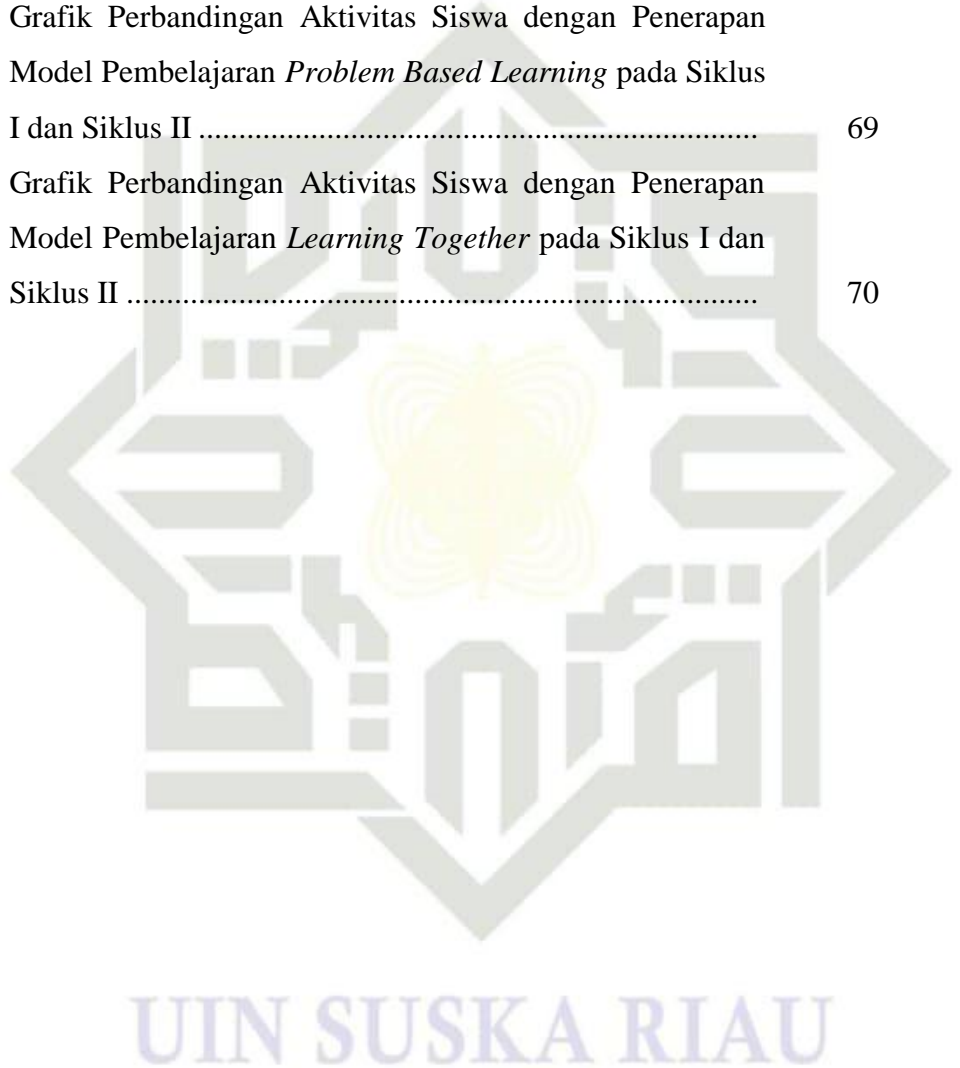 Grafik Perbandingan Aktivitas Siswa dengan Penerapan
Model Pembelajaran Problem Based Learning pada Siklus
I dan Siklus II ..................................................................... 69
Grafik Perbandingan Aktivitas Siswa dengan Penerapan
Model Pembelajaran Learning Together pada Siklus I dan
Siklus II .............................................................................. 70
UIN SUSKA RIAU